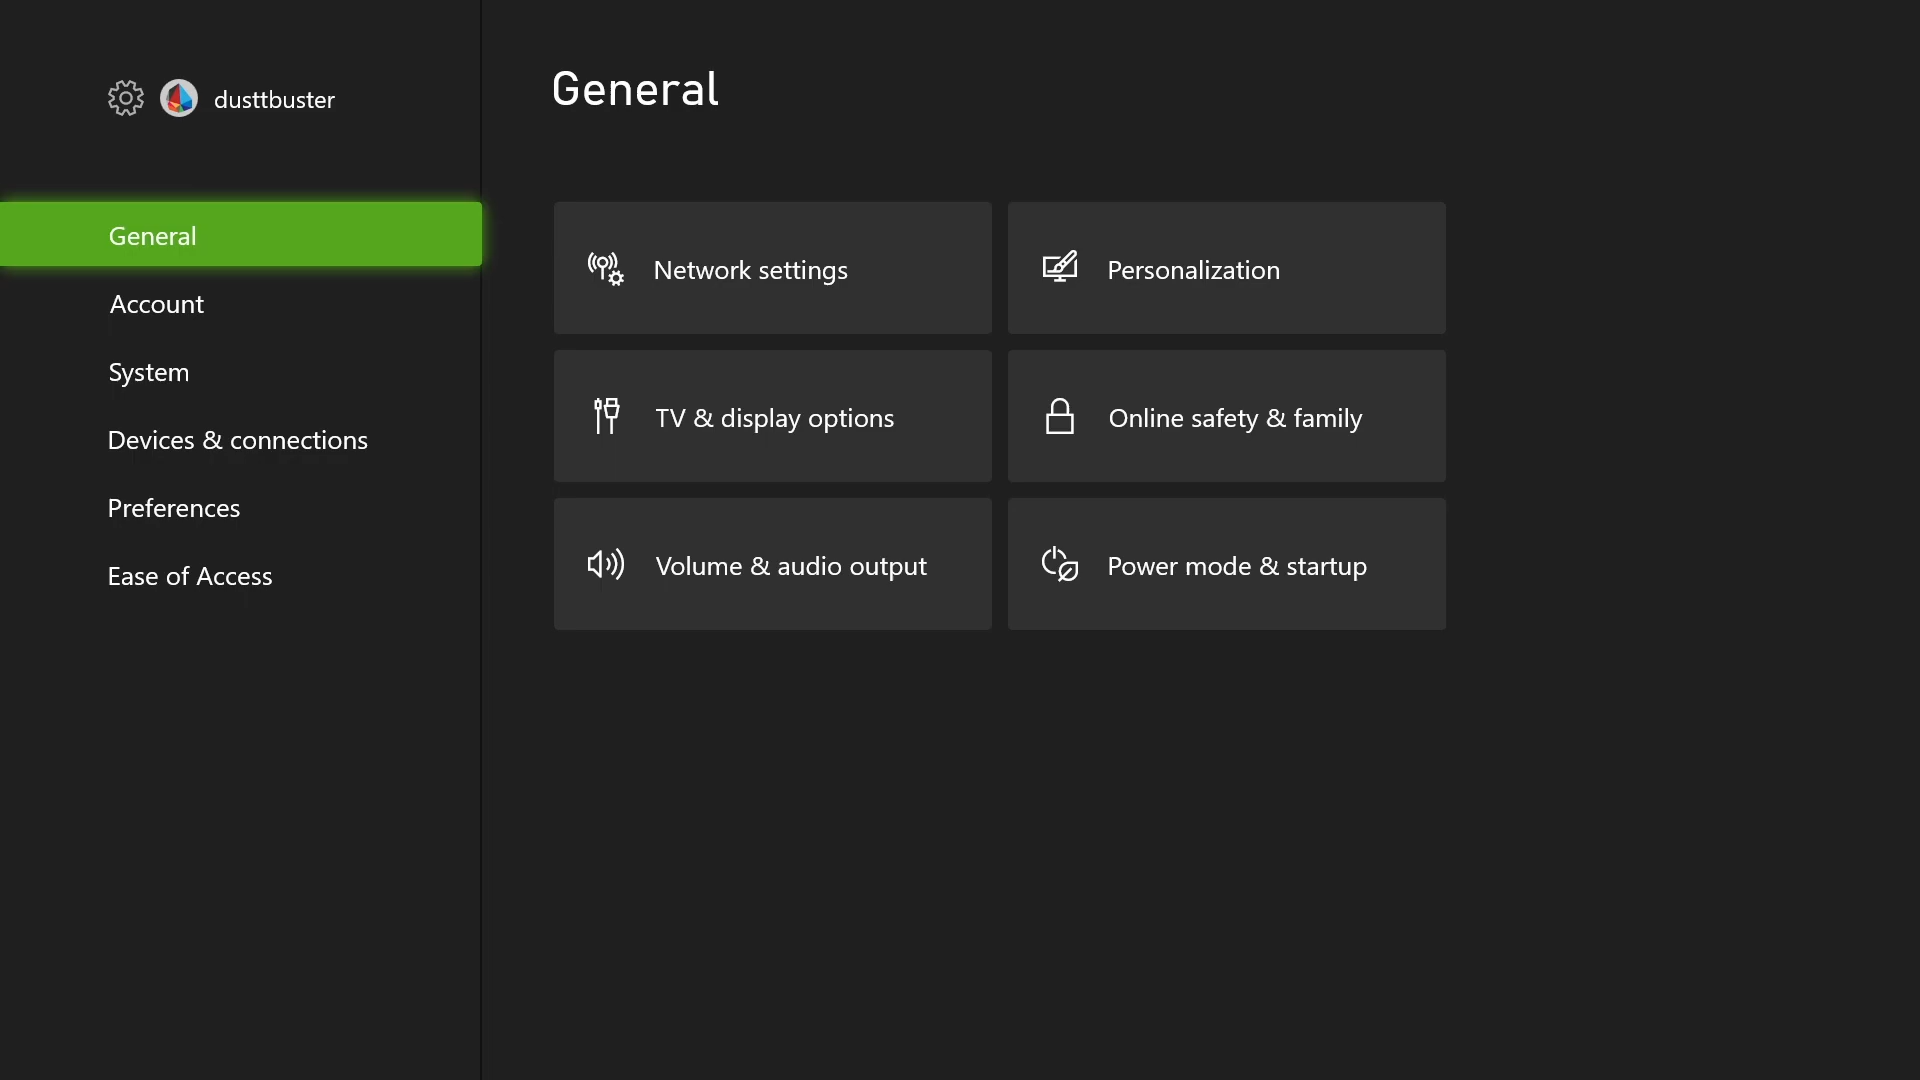 dusttbuster
General
Account
System
Devices & connections
Preferences
Ease of Access
General
Network settings
Personalization
TV & display options
Online safety & family
Volume & audio output
Power mode & startup